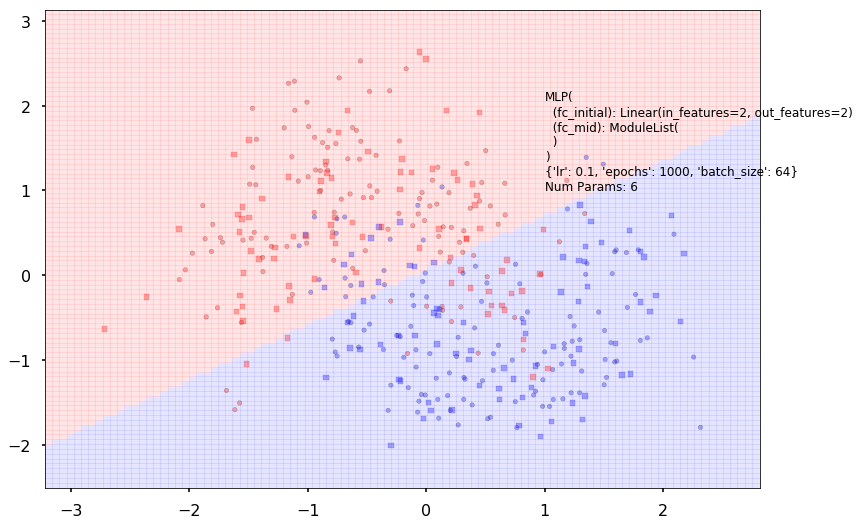 3
2
1
0
−1
−2
−3
−2
−1
0
1
2
MLP(
  (fc_initial): Linear(in_features=2, out_features=2)
  (fc_mid): ModuleList(
  )
)
{'lr': 0.1, 'epochs': 1000, 'batch_size': 64}
Num Params: 6